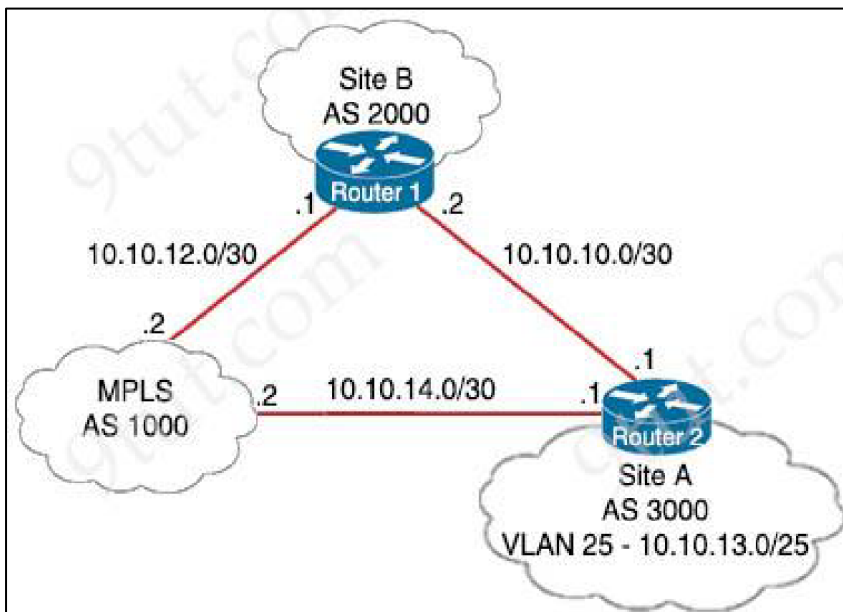 Site B
AS 2000
Router 1
.1
.2
10.10.12.0/30
10.10.10.0/30
.2
.1
MPLS
AS 1000
.2
10.10.14.0/30
.1
Router 2
Site A
AS 3000
VLAN 25 - 10.10.13.0/25
9tut.com